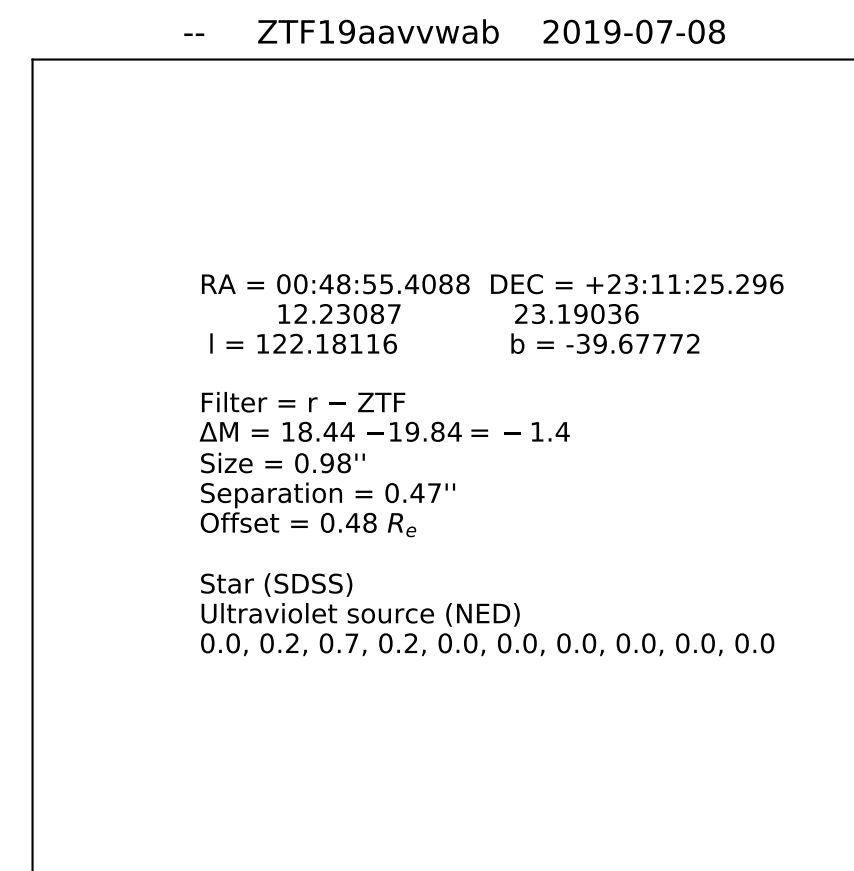 -- ZTF19aavvwab 2019-07-08
RA = 00:48:55.4088 DEC = +23:11:25.296
12.23087 23.19036
l = 122.18116 b = -39.67772
Filter = r − ZTF
ΔM = 18.44 −19.84 = − 1.4
Size = 0.98''
Separation = 0.47''
Offset = 0.48 Re
Star (SDSS)
Ultraviolet source (NED)
0.0, 0.2, 0.7, 0.2, 0.0, 0.0, 0.0, 0.0, 0.0, 0.0